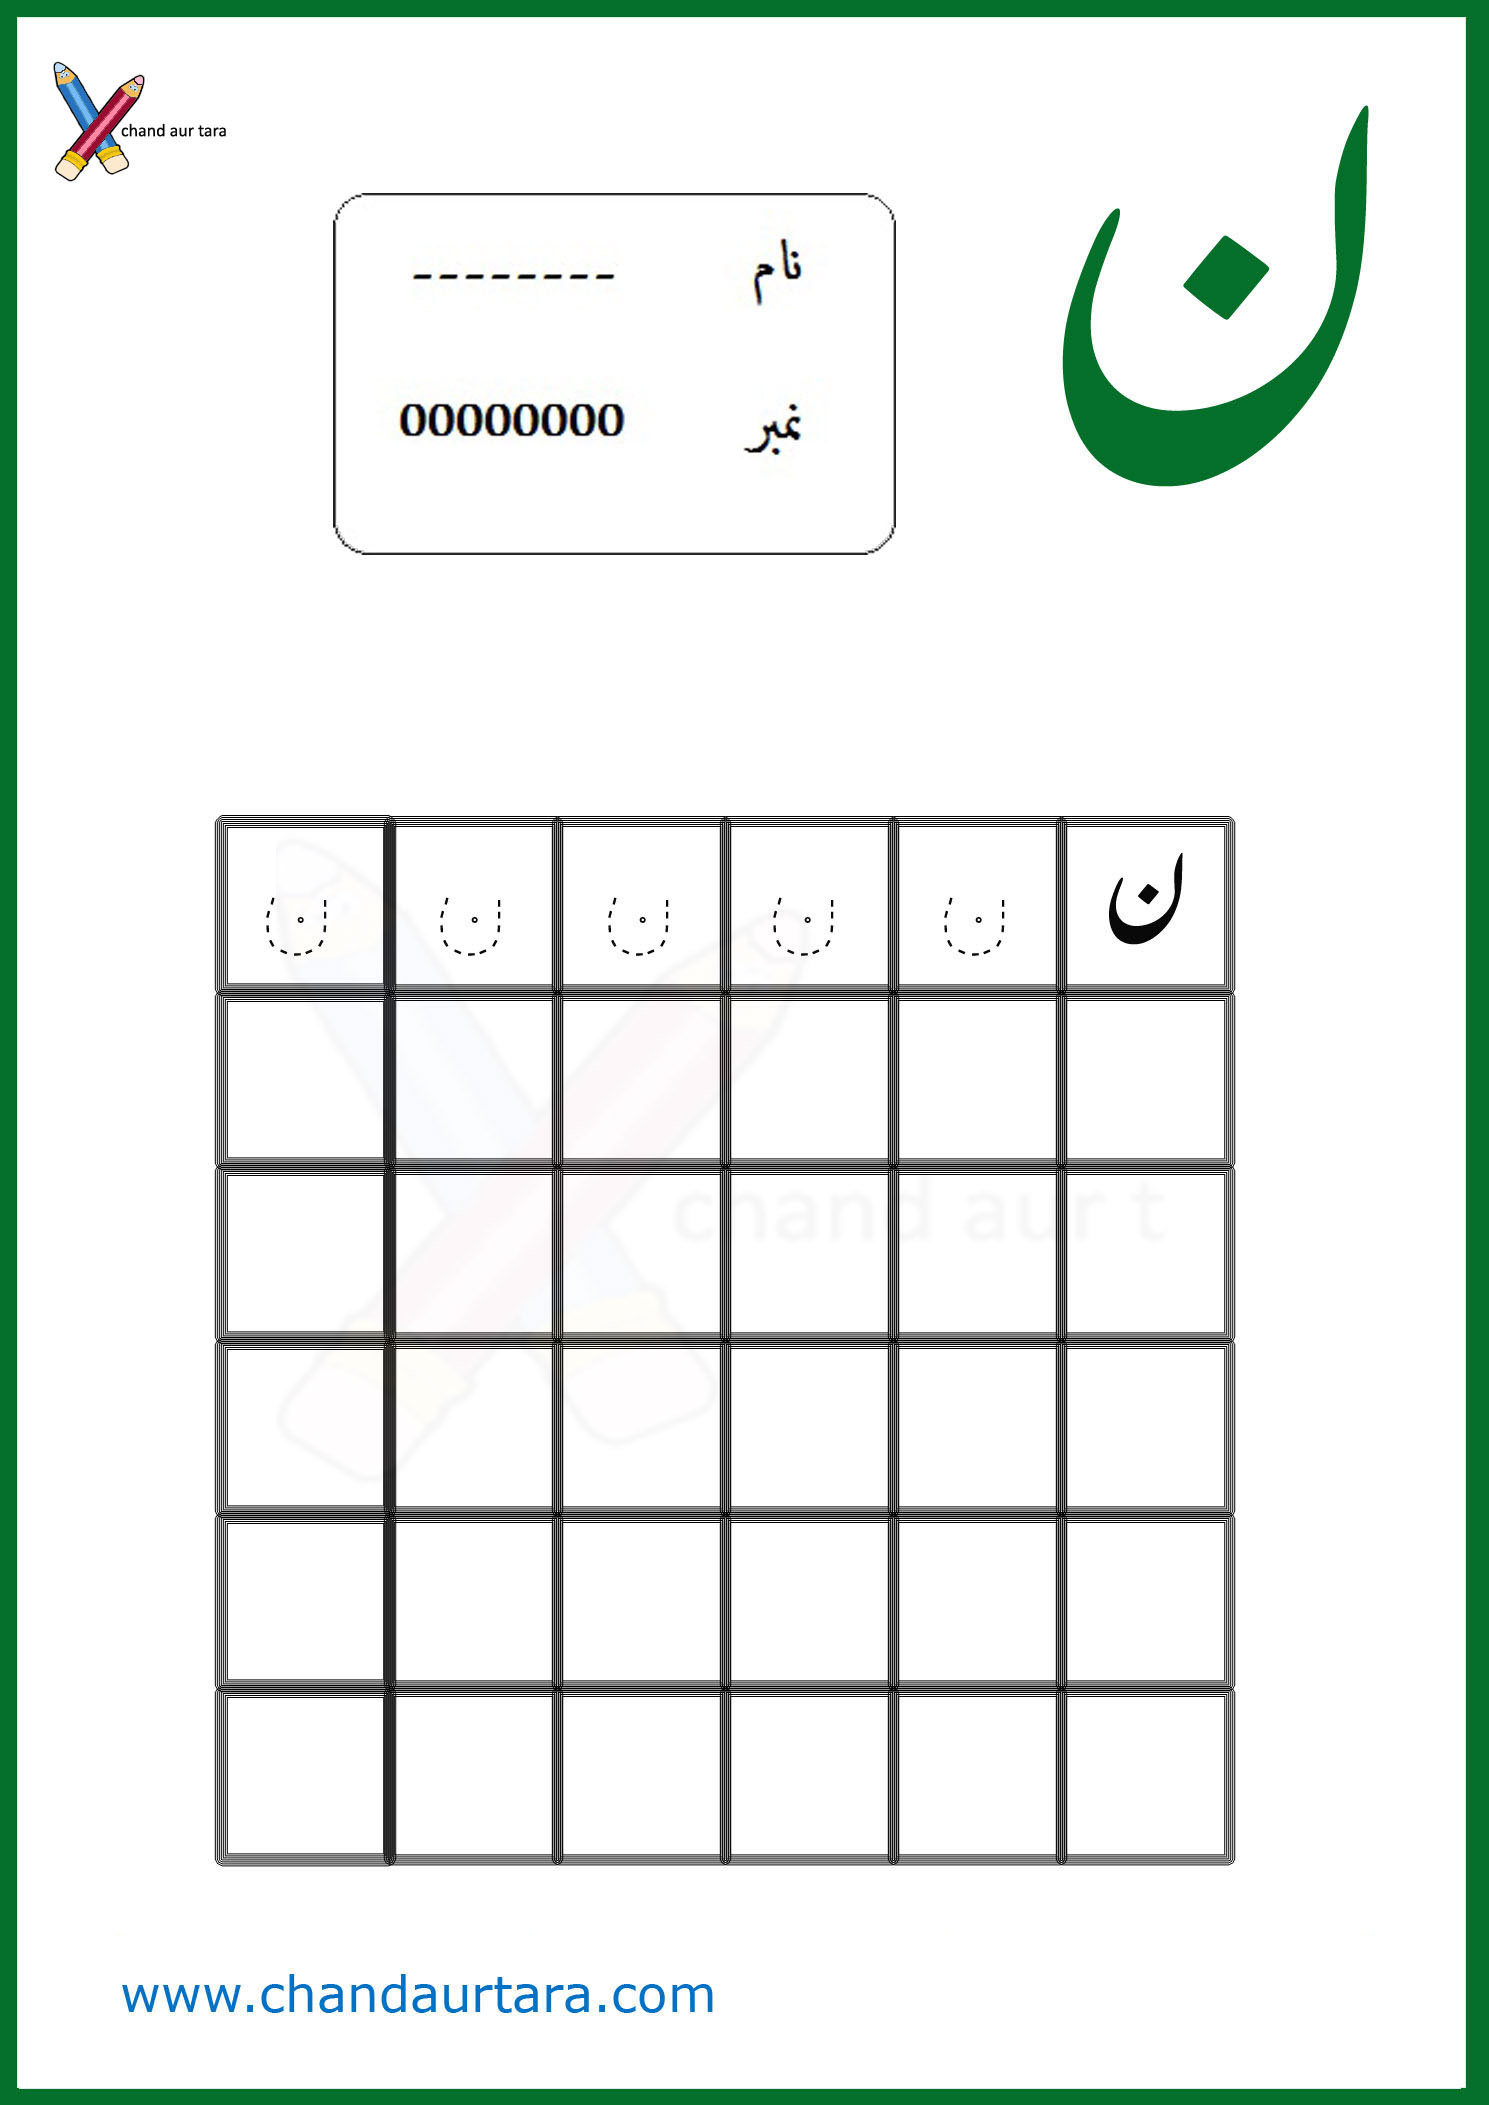 chand aur tara
ن
نام --------
نمبر 00000000
ن ن ن ن ن ن
chand aur t
www.chandaurtara.com